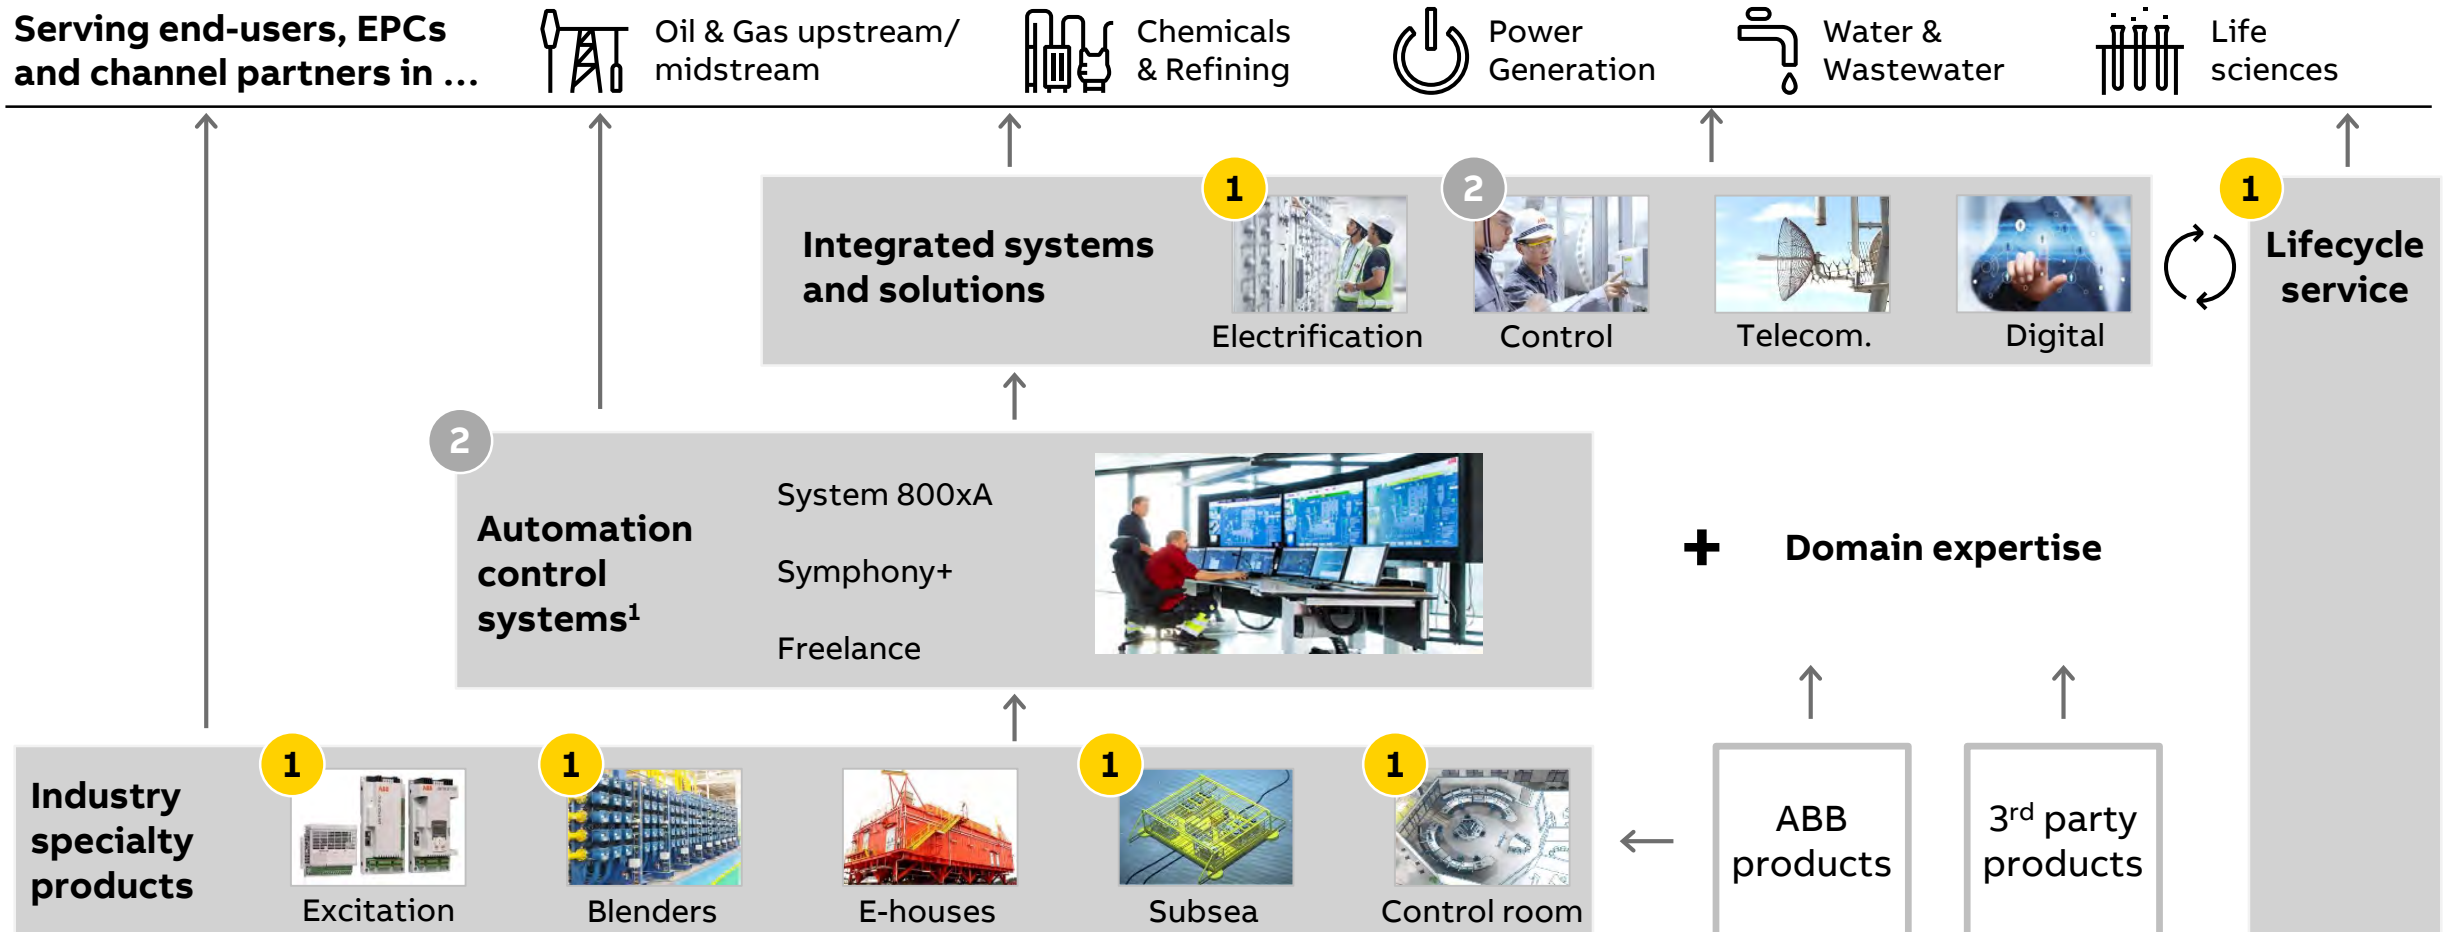 Serving end-users, EPCs
and channel partners in ...
Oil & Gas upstream/
midstream
Chemicals
& Refining
Power
Generation
Water &
Wastewater
Life
sciences
1
2
1
Integrated systems
and solutions
Electrification
Control
Telecom.
Digital
Lifecycle
service
2
Automation
control
systems¹
System 800xA
Symphony+
Freelance
+
Domain expertise
1
1
1
1
Industry
specialty
products
Excitation
Blenders
E-houses
Subsea
Control room
ABB
products
3rd party
products